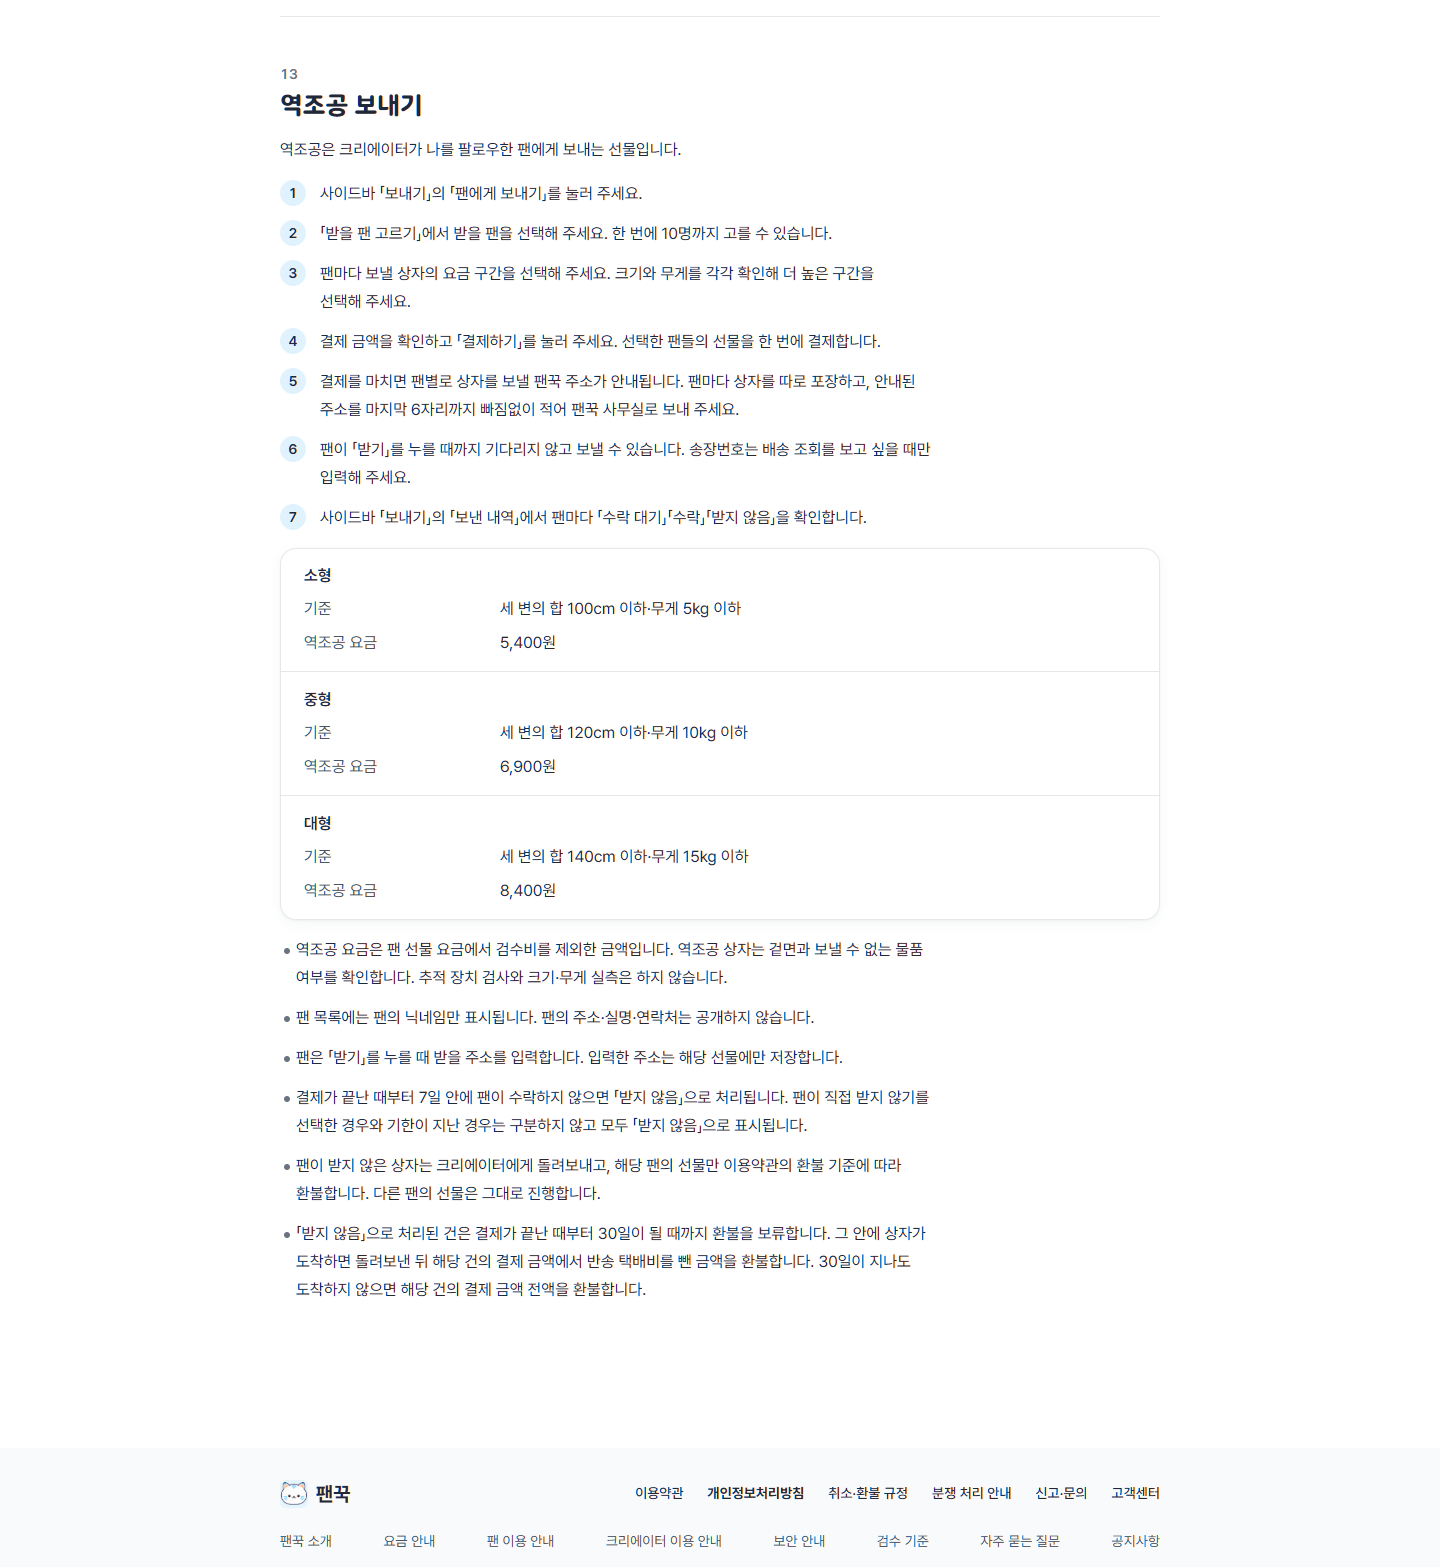 13
역조공 보내기
역조공은 크리에이터가 나를 팔로우한 팬에게 보내는 선물입니다.
1 사이드바 「보내기」의 「팬에게 보내기」를 눌러 주세요.
2 「받을 팬 고르기」에서 받을 팬을 선택해 주세요. 한 번에 10명까지 고를 수 있습니다.
3 팬마다 보낼 상자의 요금 구간을 선택해 주세요. 크기와 무게를 각각 확인해 더 높은 구간을
선택해 주세요.
4 결제 금액을 확인하고 「결제하기」를 눌러 주세요. 선택한 팬들의 선물을 한 번에 결제합니다.
5 결제를 마치면 팬별로 상자를 보낼 팬꾹 주소가 안내됩니다. 팬마다 상자를 따로 포장하고, 안내된
주소를 마지막 6자리까지 빠짐없이 적어 팬꾹 사무실로 보내 주세요.
6 팬이 「받기」를 누를 때까지 기다리지 않고 보낼 수 있습니다. 송장번호는 배송 조회를 보고 싶을 때만
입력해 주세요.
7 사이드바 「보내기」의 「보낸 내역」에서 팬마다 「수락 대기」「수락」「받지 않음」을 확인합니다.
소형
기준 세 변의 합 100cm 이하·무게 5kg 이하
역조공 요금 5,400원
중형
기준 세 변의 합 120cm 이하·무게 10kg 이하
역조공 요금 6,900원
대형
기준 세 변의 합 140cm 이하·무게 15kg 이하
역조공 요금 8,400원
• 역조공 요금은 팬 선물 요금에서 검수비를 제외한 금액입니다. 역조공 상자는 겉면과 보낼 수 없는 물품
여부를 확인합니다. 추적 장치 검사와 크기·무게 실측은 하지 않습니다.
• 팬 목록에는 팬의 닉네임만 표시됩니다. 팬의 주소·실명·연락처는 공개하지 않습니다.
• 팬은 「받기」를 누를 때 받을 주소를 입력합니다. 입력한 주소는 해당 선물에만 저장합니다.
• 결제가 끝난 때부터 7일 안에 팬이 수락하지 않으면 「받지 않음」으로 처리됩니다. 팬이 직접 받지 않기를
선택한 경우와 기한이 지난 경우는 구분하지 않고 모두 「받지 않음」으로 표시됩니다.
• 팬이 받지 않은 상자는 크리에이터에게 돌려보내고, 해당 팬의 선물만 이용약관의 환불 기준에 따라
환불합니다. 다른 팬의 선물은 그대로 진행합니다.
• 「받지 않음」으로 처리된 건은 결제가 끝난 때부터 30일이 될 때까지 환불을 보류합니다. 그 안에 상자가
도착하면 돌려보낸 뒤 해당 건의 결제 금액에서 반송 택배비를 뺀 금액을 환불합니다. 30일이 지나도
도착하지 않으면 해당 건의 결제 금액 전액을 환불합니다.
팬꾹 이용약관 개인정보처리방침 취소·환불 규정 분쟁 처리 안내 신고·문의 고객센터
팬꾹 소개 요금 안내 팬 이용 안내 크리에이터 이용 안내 보안 안내 검수 기준 자주 묻는 질문 공지사항